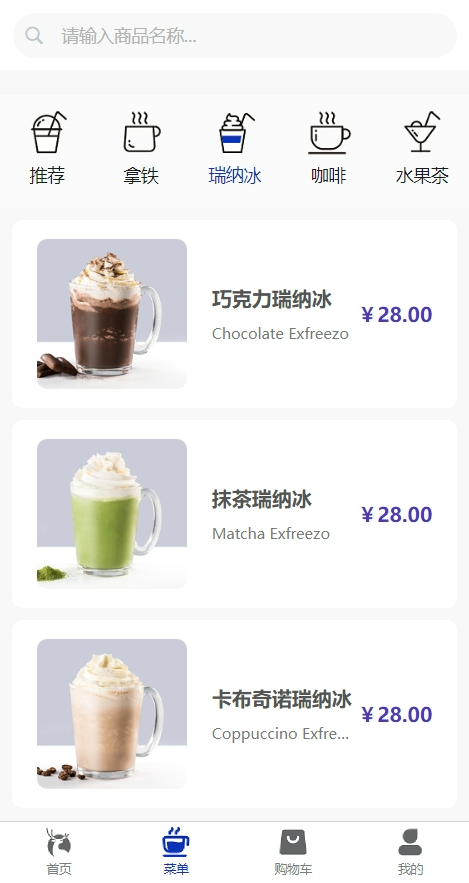 请输入商品名称...
推荐 拿铁 瑞纳冰 咖啡 水果茶
巧克力瑞纳冰
¥ 28.00
Chocolate Exfreezo
抹茶瑞纳冰
¥ 28.00
Matcha Exfreezo
卡布奇诺瑞纳冰
¥ 28.00
Coppuccino Exfre...
首页 菜单 购物车 我的